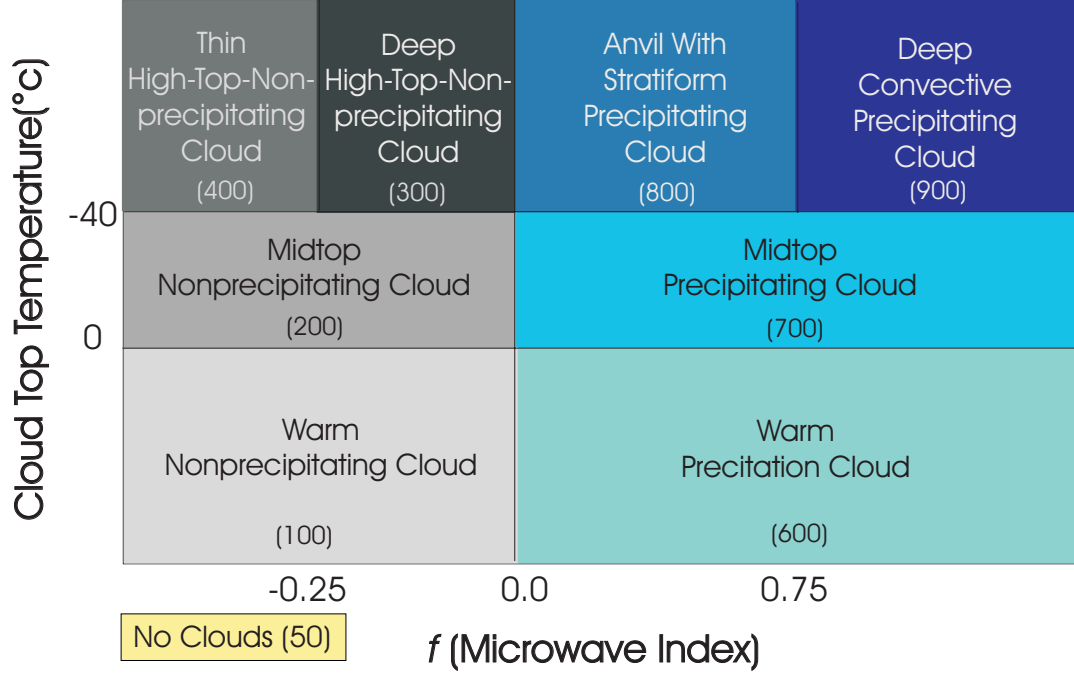 Thin
High-Top-Non-
precipitating
Cloud
(400)
Deep
High-Top-Non-
precipitating
Cloud
(300)
Anvil With
Stratiform
Precipitating
Cloud
(800)
Deep
Convective
Precipitating
Cloud
(900)
-40
Midtop
Nonprecipitating Cloud
(200)
Midtop
Precipitating Cloud
(700)
0
Warm
Nonprecipitating Cloud
(100)
Warm
Precitation Cloud
(600)
Cloud Top Temperature(°c)
-0.25
0.0
0.75
No Clouds (50)
f (Microwave Index)